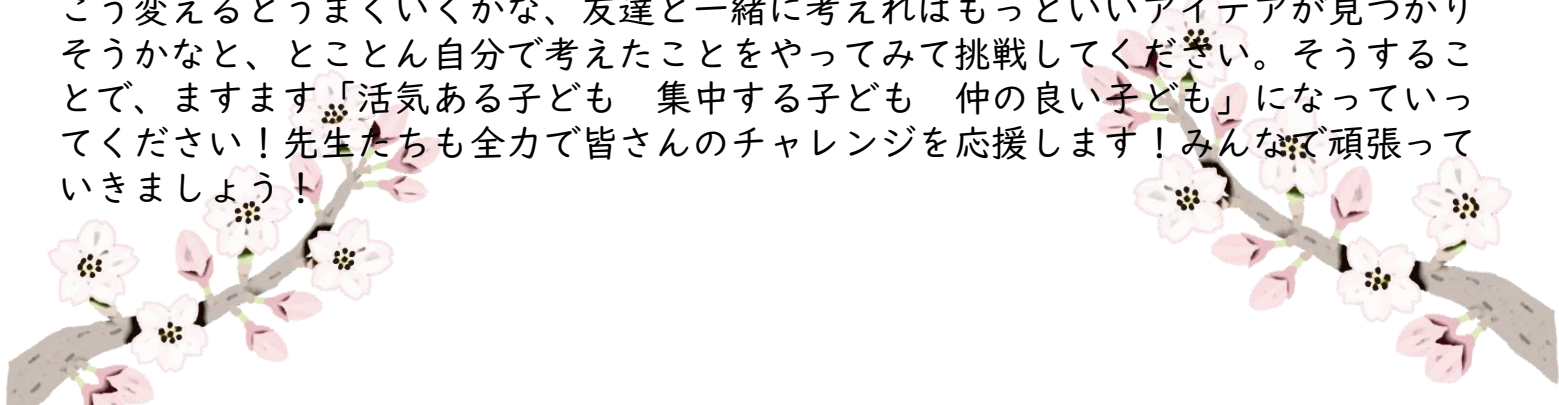 こう変えるとうまくいくかな、友達と一緒に考えればもっといいアイデアが見つかり
そうかなと、とことん自分で考えたことをやってみて挑戦してください。そうするこ
とで、ますます「活気ある子ども　集中する子ども　仲の良い子ども」になっていっ
てください！先生たちも全力で皆さんのチャレンジを応援します！みんなで頑張って
いきましょう！